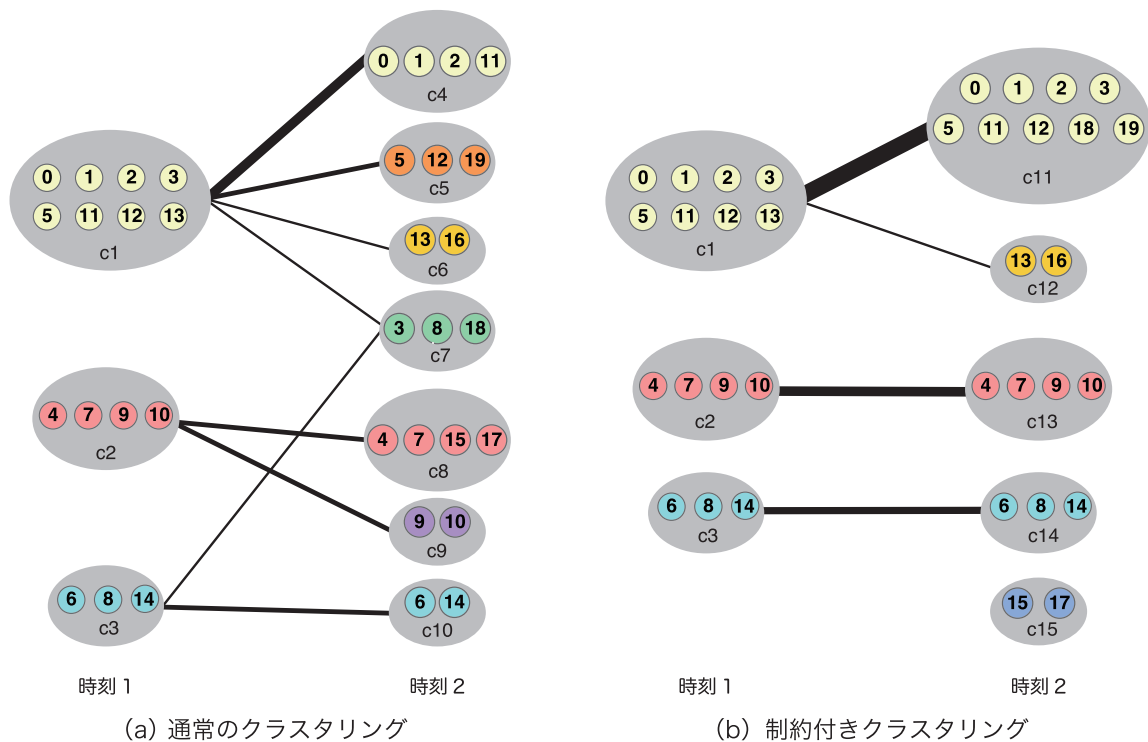 0 1 2 3
5 11 12 13
c1
4 7 9 10
c2
6 8 14
c3
時刻 1
0 1 2 11
c4
5 12 19
c5
13 16
c6
3 8 18
c7
4 7 15 17
c8
9 10
c9
6 14
c10
時刻 2
(a) 通常のクラスタリング
0 1 2 3
5 11 12 13
c1
4 7 9 10
c2
6 8 14
c3
時刻 1
0 1 2 3
5 11 12 18 19
c11
13 16
c12
4 7 9 10
c13
6 8 14
c14
15 17
c15
時刻 2
(b) 制約付きクラスタリング